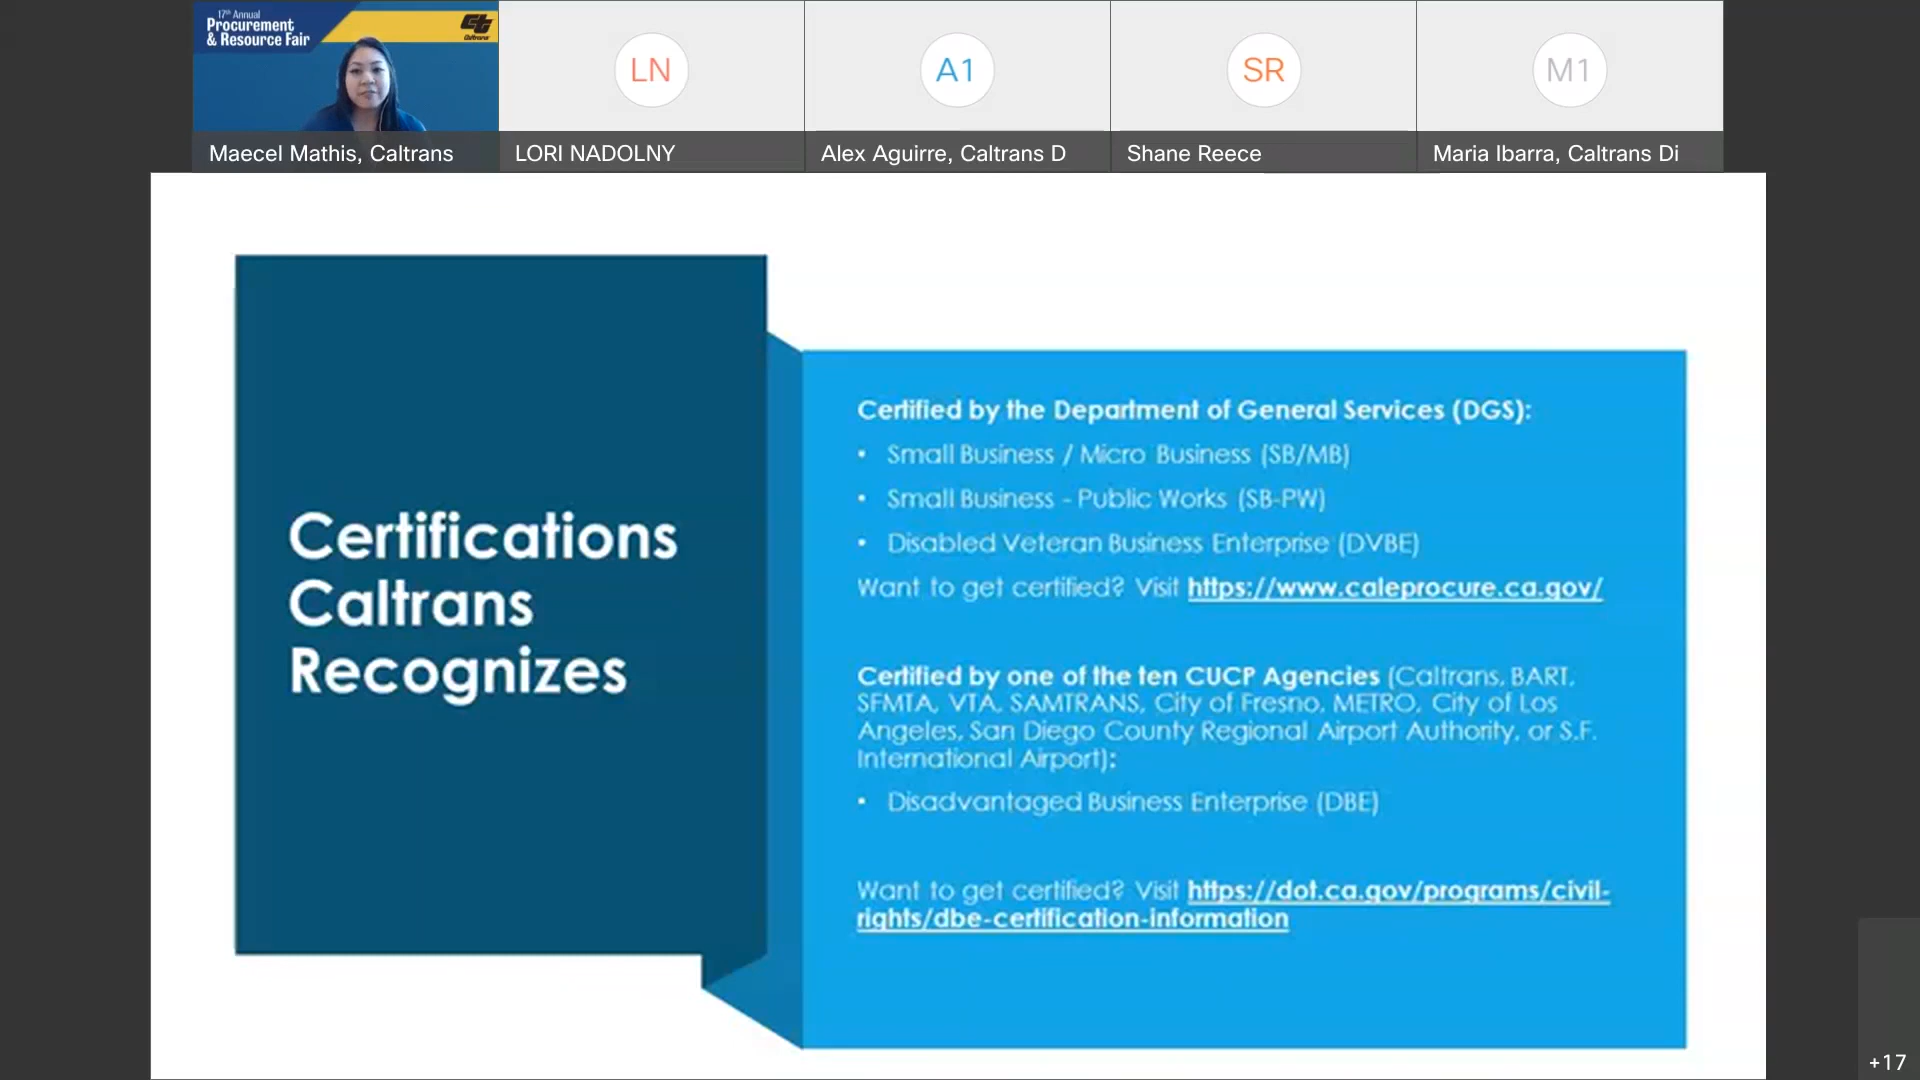 17th Annual
Procurement
& Resource Fair
Caltrans
LN
A1
SR
M1
Maecel Mathis, Caltrans
LORI NADOLNY
Alex Aguirre, Caltrans D
Shane Reece
Maria Ibarra, Caltrans Di
Certifications
Caltrans
Recognizes
Certified by the Department of General Services (DGS):
• Small Business / Micro Business (SB/MB)
• Small Business - Public Works (SB-PW)
• Disabled Veteran Business Enterprise (DVBE)
Want to get certified? Visit https://www.caleprocure.ca.gov/
Certified by one of the ten CUCP Agencies (Caltrans, BART,
SFMTA, VTA, SAMTRANS, City of Fresno, METRO, City of Los
Angeles, San Diego County Regional Airport Authority, or S.F.
International Airport):
• Disadvantaged Business Enterprise (DBE)
Want to get certified? Visit https://dot.ca.gov/programs/civil-
rights/dbe-certification-information
+17